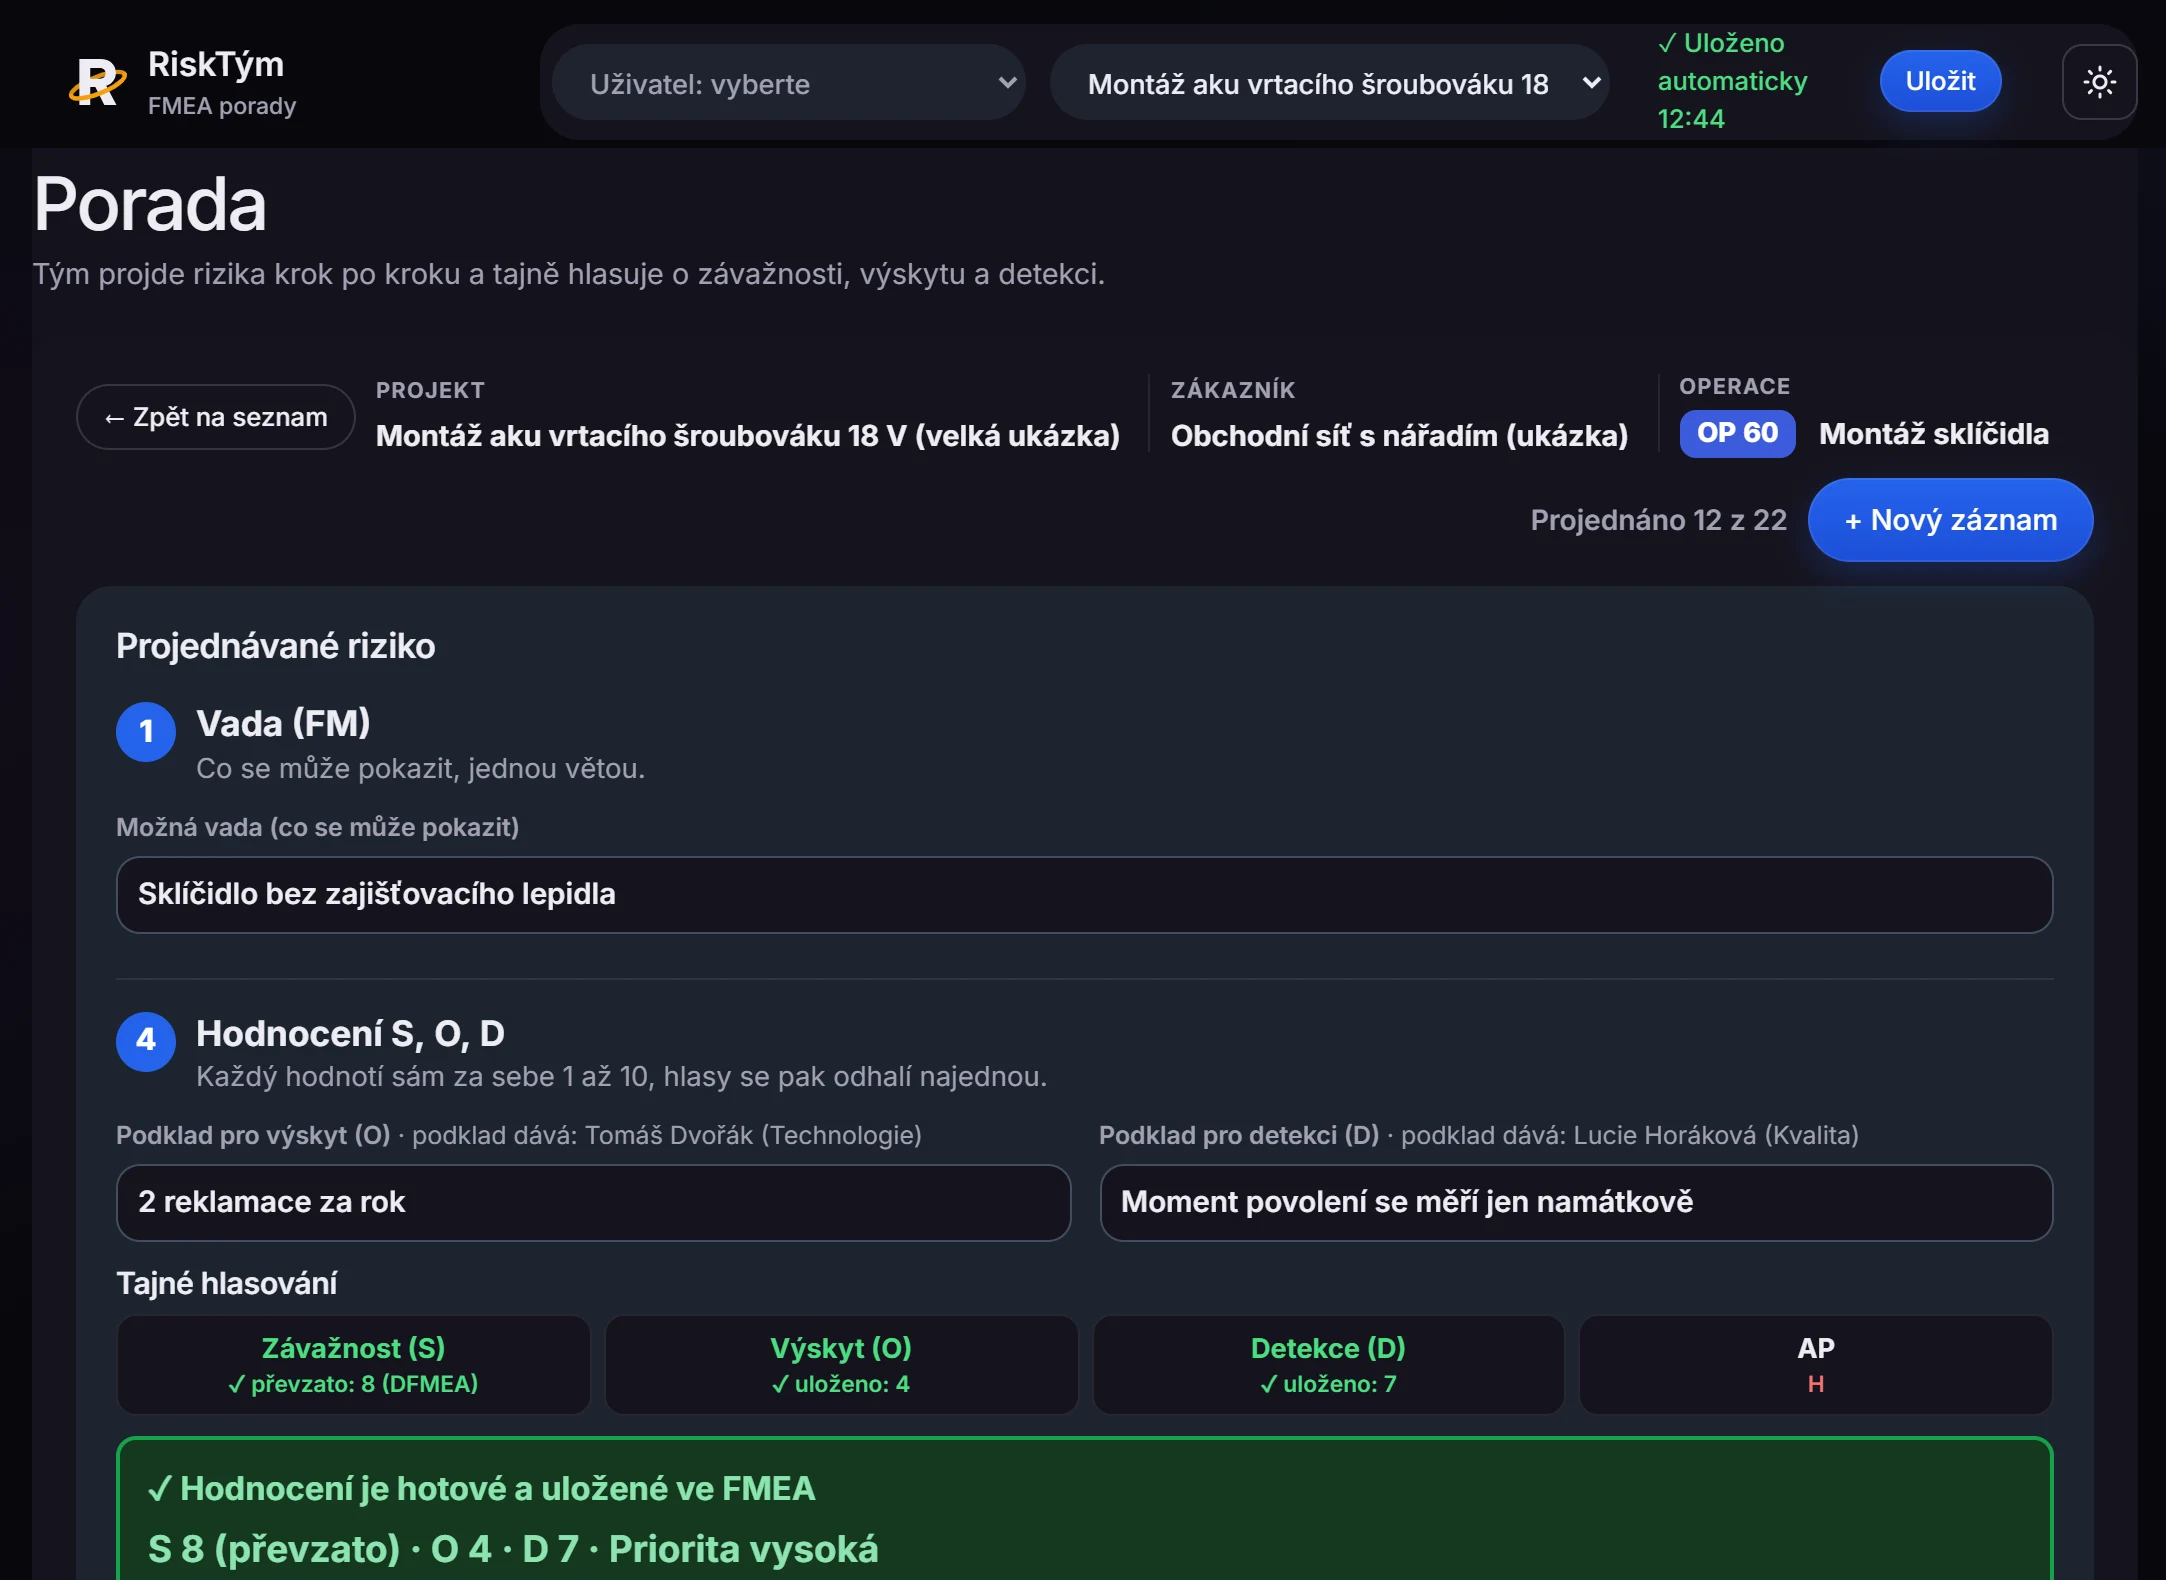 RiskTým
FMEA porady
Uživatel: vyberte
Montáž aku vrtacího šroubováku 18
✓ Uloženo
automaticky
12:44
Uložit
Porada
Tým projde rizika krok po kroku a tajně hlasuje o závažnosti, výskytu a detekci.
← Zpět na seznam
PROJEKT
Montáž aku vrtacího šroubováku 18 V (velká ukázka)
ZÁKAZNÍK
Obchodní síť s nářadím (ukázka)
OPERACE
OP 60 Montáž sklíčidla
Projednáno 12 z 22
+ Nový záznam
Projednávané riziko
1 Vada (FM)
Co se může pokazit, jednou větou.
Možná vada (co se může pokazit)
Sklíčidlo bez zajišťovacího lepidla
4 Hodnocení S, O, D
Každý hodnotí sám za sebe 1 až 10, hlasy se pak odhalí najednou.
Podklad pro výskyt (O) · podklad dává: Tomáš Dvořák (Technologie)
2 reklamace za rok
Podklad pro detekci (D) · podklad dává: Lucie Horáková (Kvalita)
Moment povolení se měří jen namátkově
Tajné hlasování
Závažnost (S)
✓ převzato: 8 (DFMEA)
Výskyt (O)
✓ uloženo: 4
Detekce (D)
✓ uloženo: 7
AP
H
✓ Hodnocení je hotové a uložené ve FMEA
S 8 (převzato) · O 4 · D 7 · Priorita vysoká